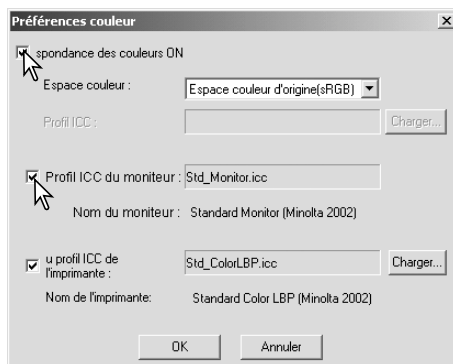 Préférences couleur
spondance des couleurs ON
Espace couleur : Espace couleur d'origine(sRGB)
Profil ICC : Charger...
Profil ICC du moniteur : Std_Monitor.icc
Nom du moniteur : Standard Monitor (Minolta 2002)
u profil ICC de
l'imprimante : Std_ColorLBP.icc Charger...
Nom de l'imprimante: Standard Color LBP (Minolta 2002)
OK Annuler